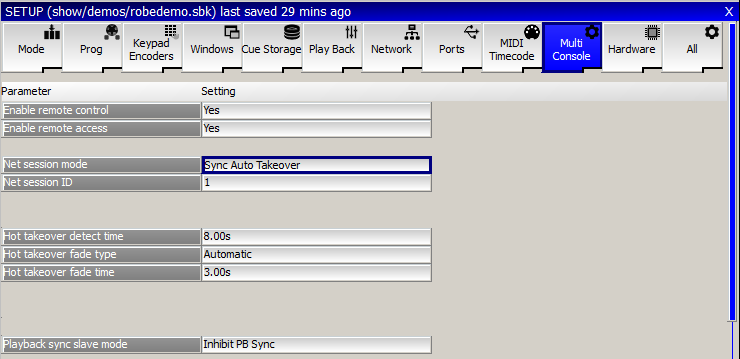 SETUP (show/demos/robedemo.sbk) last saved 29 mins ago X
Mode Prog Keypad Encoders Windows Cue Storage Play Back Network Ports MIDI Timecode Multi Console Hardware All
Parameter Setting
Enable remote control Yes
Enable remote access Yes
Net session mode Sync Auto Takeover
Net session ID 1
Hot takeover detect time 8.00s
Hot takeover fade type Automatic
Hot takeover fade time 3.00s
Playback sync slave mode Inhibit PB Sync